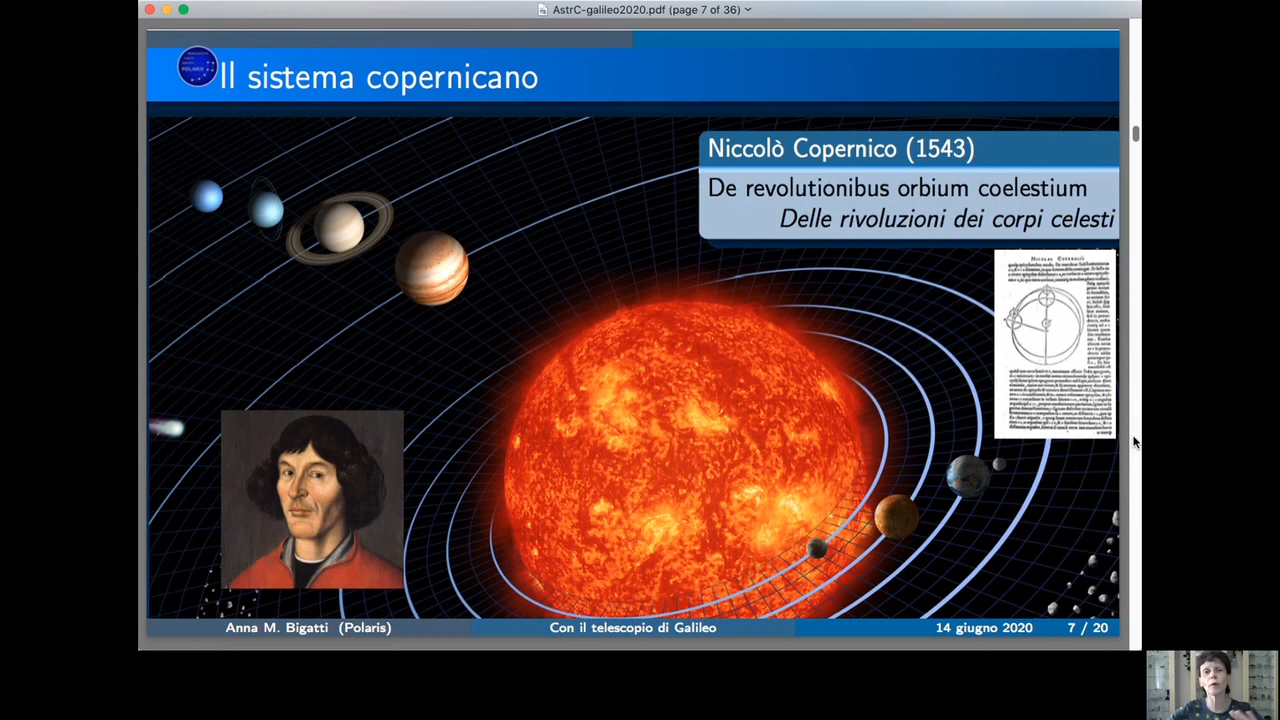 AstrC-galileo2020.pdf (page 7 of 36)
POLARIS
Il sistema copernicano
Niccolò Copernico (1543)
De revolutionibus orbium coelestium
Delle rivoluzioni dei corpi celesti
Anna M. Bigatti (Polaris)
Con il telescopio di Galileo
14 giugno 2020
7 / 20